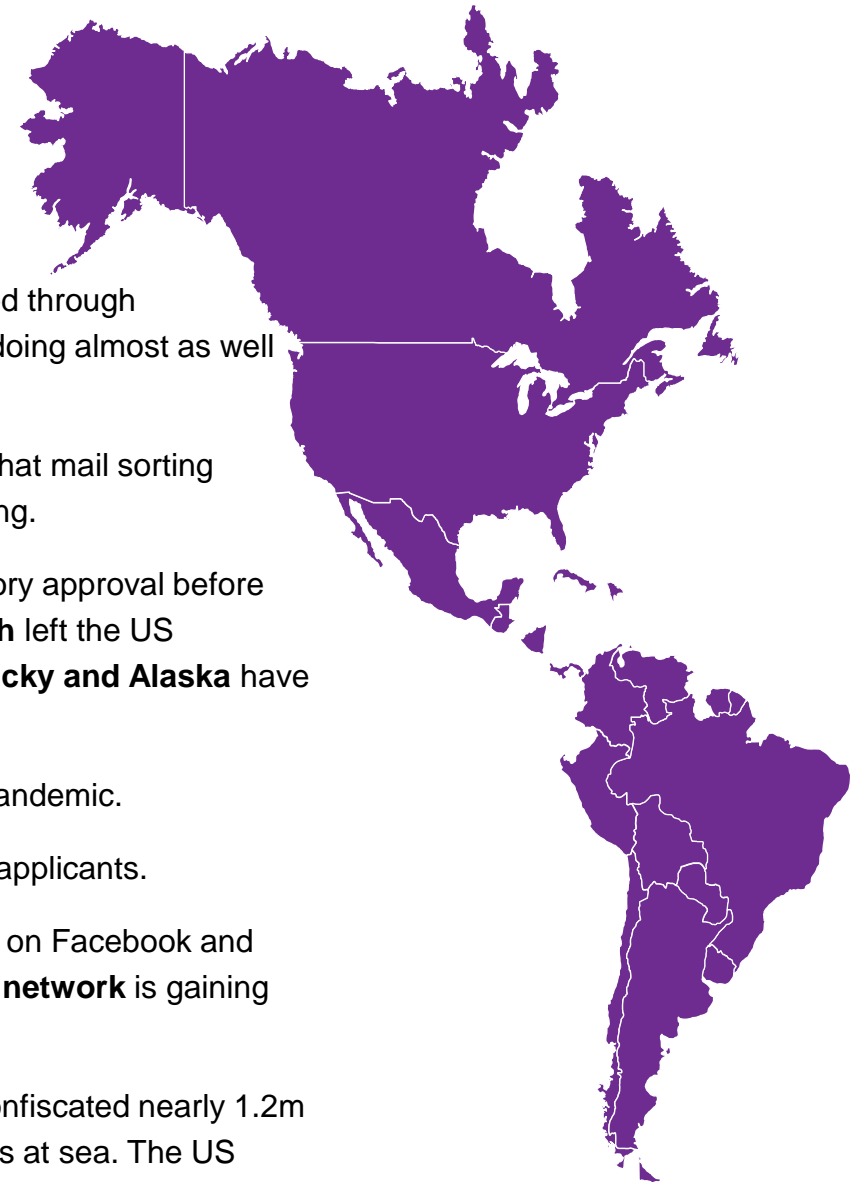 d through
doing almost as well
hat mail sorting
ng.
ory approval before
h left the US
ucky and Alaska have
andemic.
applicants.
on Facebook and
network is gaining
onfiscated nearly 1.2m
s at sea. The US